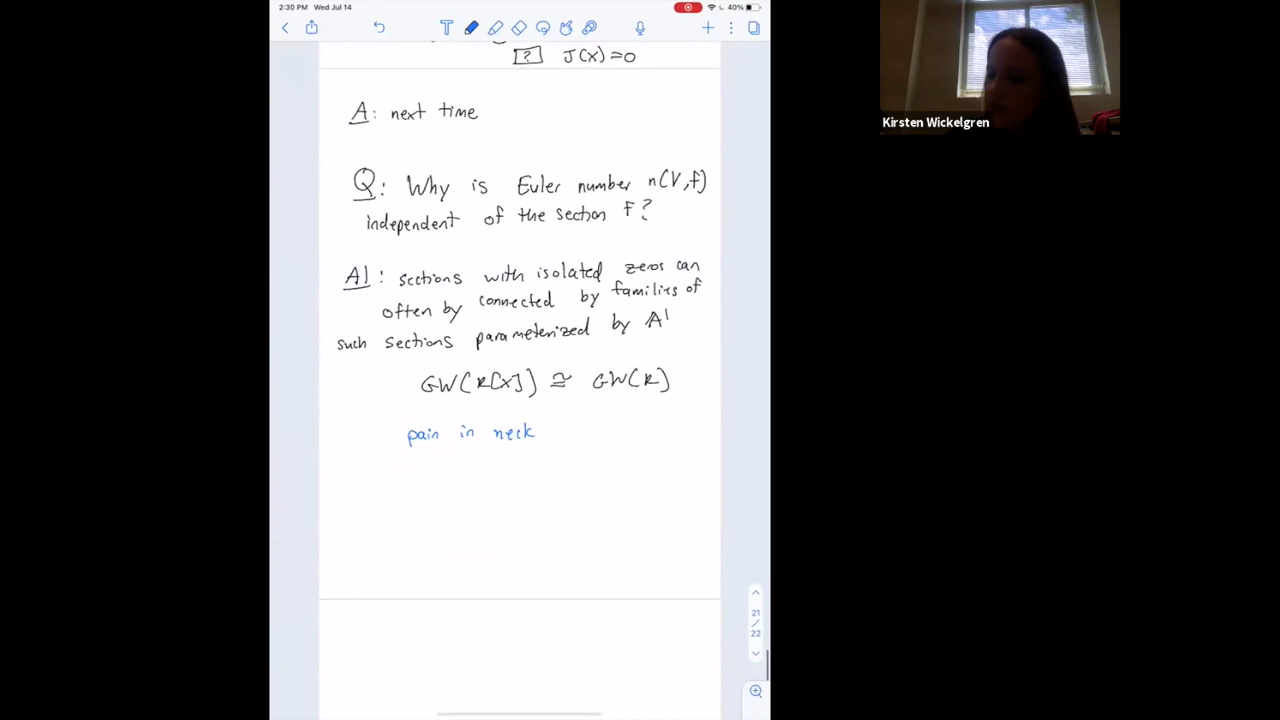 2:30 PM Wed Jul 14
40%
? J(X)=0
A: next time
Q: Why is Euler number n(V,f)
independent of the section f?
A1: sections with isolated zeros can
often by connected by families of
such sections parameterized by A1
GW(k[x]) ≅ GW(k)
pain in neck
21
/
22
Kirsten Wickelgren